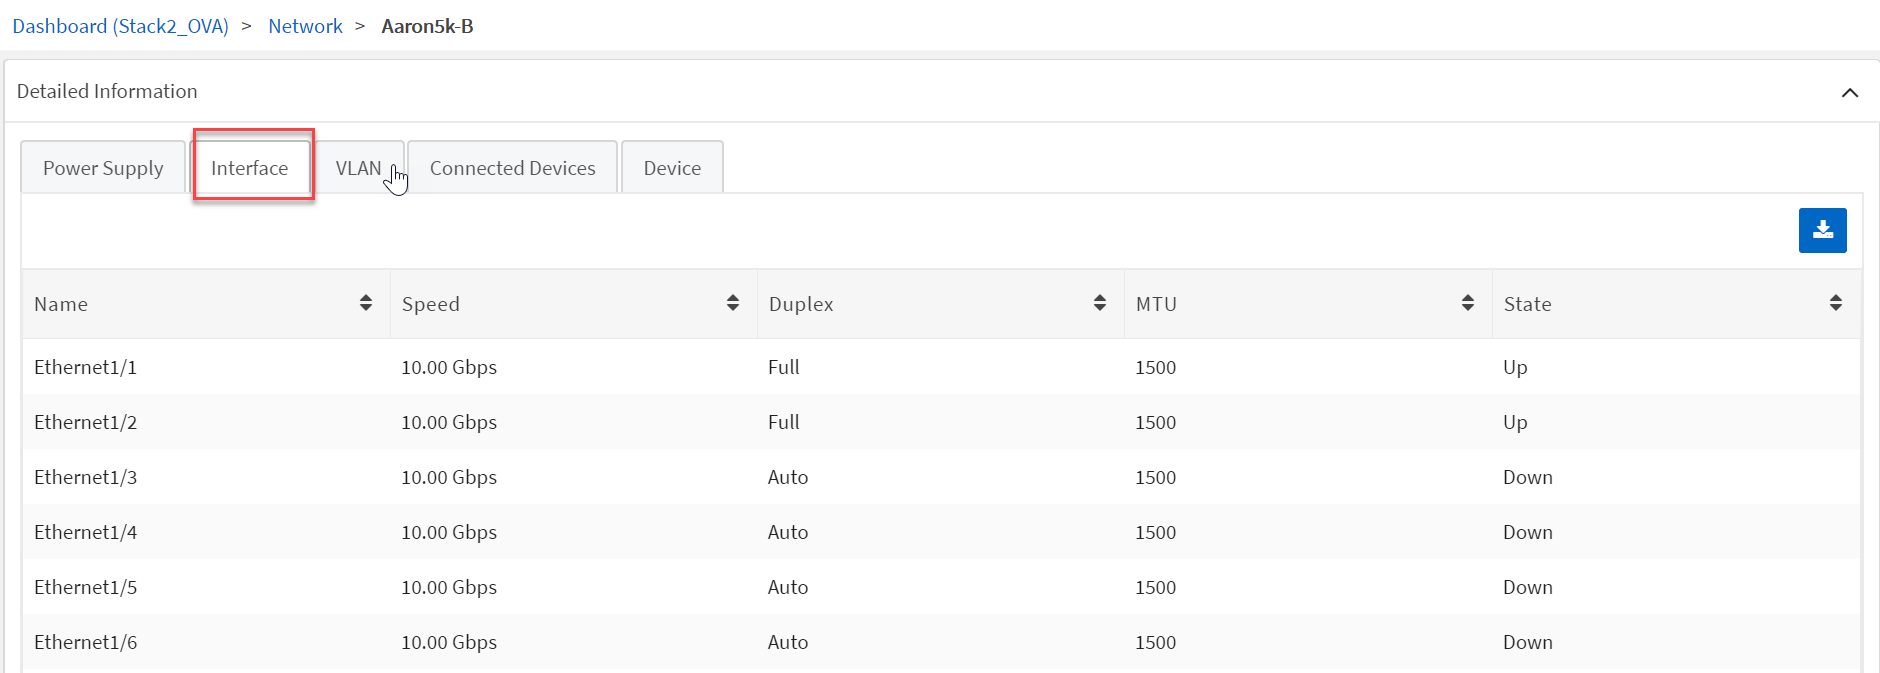 Dashboard (Stack2_OVA) > Network > Aaron5k-B
Detailed Information
Power Supply Interface VLAN Connected Devices Device
Name Speed Duplex MTU State
Ethernet1/1 10.00 Gbps Full 1500 Up
Ethernet1/2 10.00 Gbps Full 1500 Up
Ethernet1/3 10.00 Gbps Auto 1500 Down
Ethernet1/4 10.00 Gbps Auto 1500 Down
Ethernet1/5 10.00 Gbps Auto 1500 Down
Ethernet1/6 10.00 Gbps Auto 1500 Down